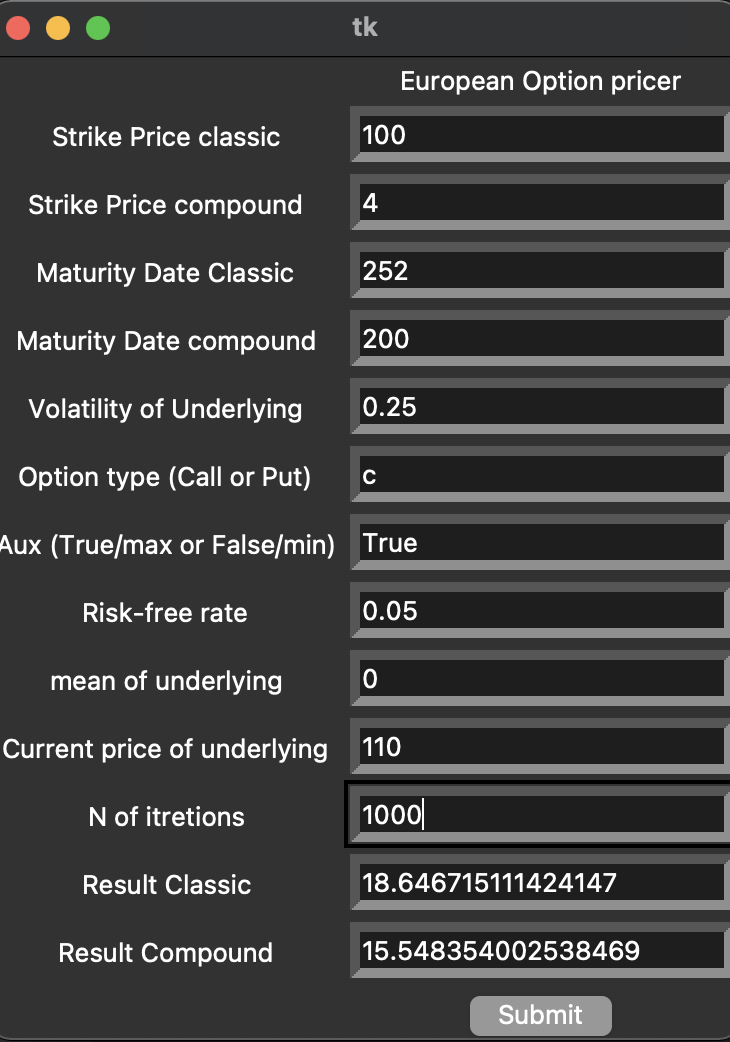 tk
European Option pricer
Strike Price classic 100
Strike Price compound 4
Maturity Date Classic 252
Maturity Date compound 200
Volatility of Underlying 0.25
Option type (Call or Put) c
Aux (True/max or False/min) True
Risk-free rate 0.05
mean of underlying 0
Current price of underlying 110
N of itretions 1000
Result Classic 18.646715111424147
Result Compound 15.548354002538469
Submit